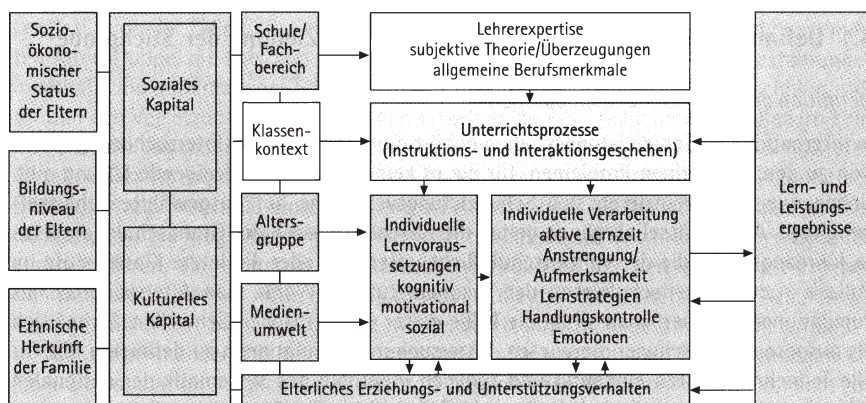 Sozio-
ökono-
mischer
Status
der Eltern
Bildungs-
niveau
der Eltern
Ethnische
Herkunft
der Familie
Soziales
Kapital
Kulturelles
Kapital
Schule/
Fach-
bereich
Klassen-
kontext
Alters-
gruppe
Medien-
umwelt
Lehrerexpertise
subjektive Theorie/Überzeugungen
allgemeine Berufsmerkmale
Unterrichtsprozesse
(Instruktions- und Interaktionsgeschehen)
Individuelle
Lernvoraus-
setzungen
kognitiv
motivational
sozial
Individuelle Verarbeitung
aktive Lernzeit
Anstrengung/
Aufmerksamkeit
Lernstrategien
Handlungskontrolle
Emotionen
Elterliches Erziehungs- und Unterstützungsverhalten
Lern- und
Leistungs-
ergebnisse